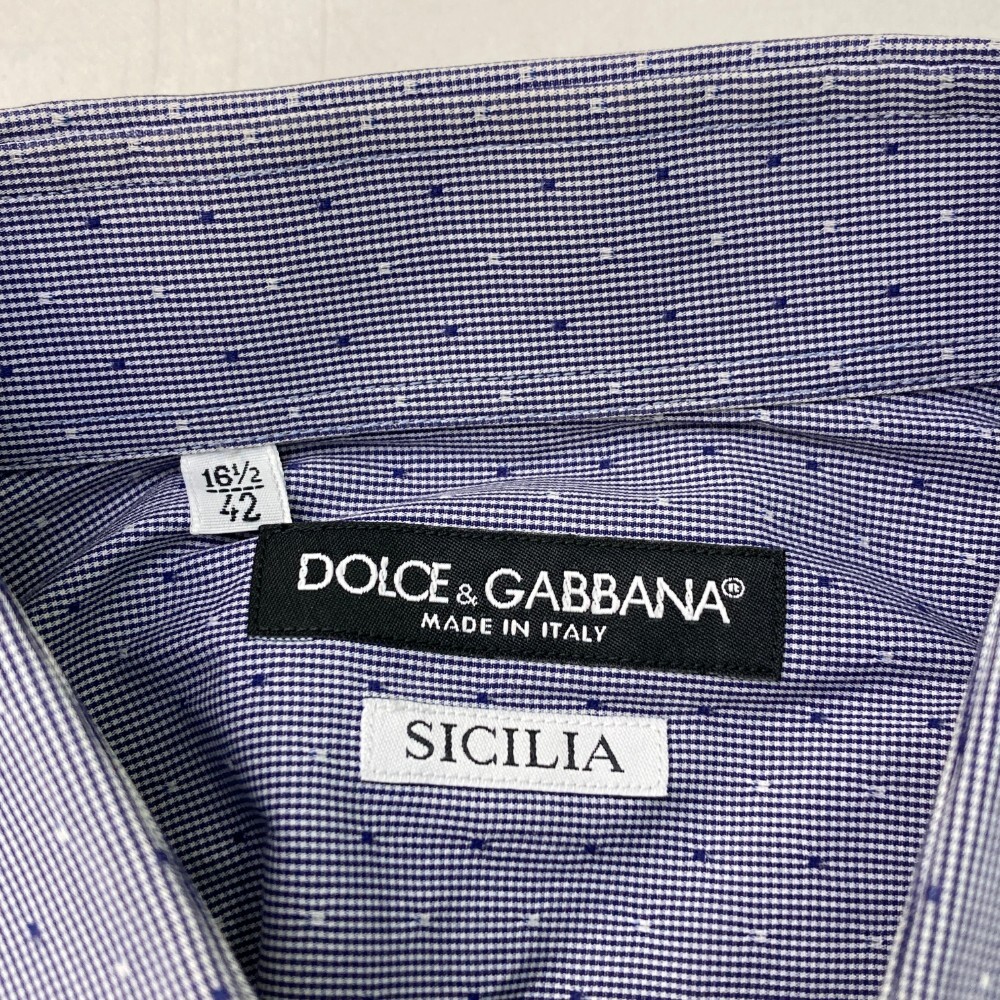 16½
42
DOLCE & GABBANA®
MADE IN ITALY
SICILIA